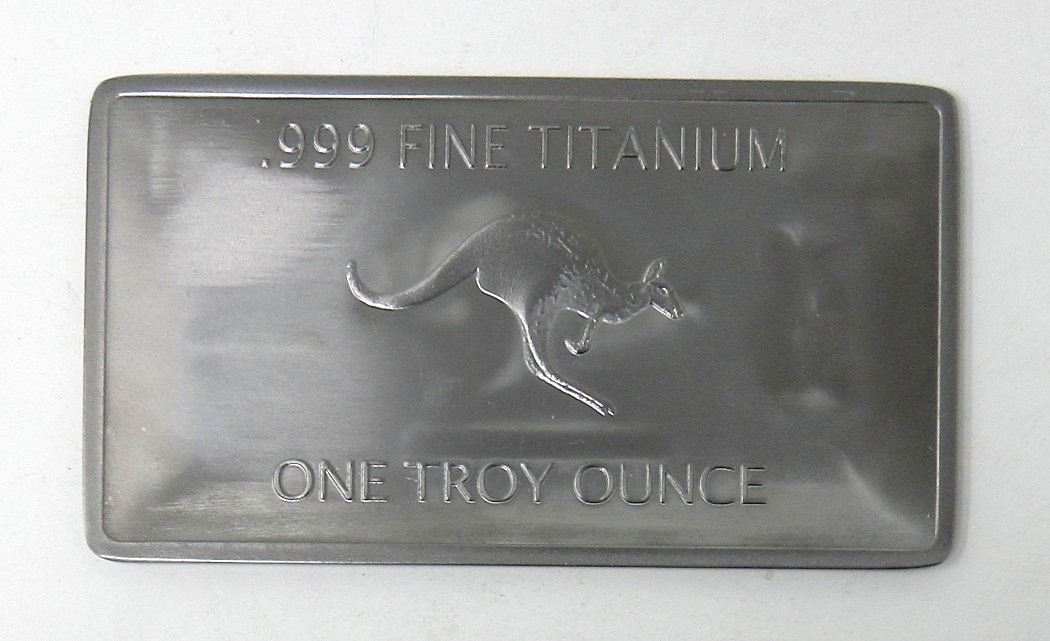 .999 FINE TITANIUM
ONE TROY OUNCE